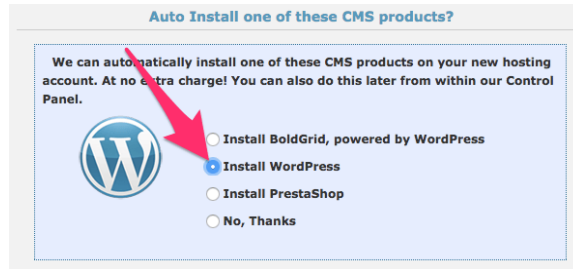 Auto Install one of these CMS products?
We can automatically install one of these CMS products on your new hosting
account. At no extra charge! You can also do this later from within our Control
Panel.
Install BoldGrid, powered by WordPress
Install WordPress
Install PrestaShop
No, Thanks